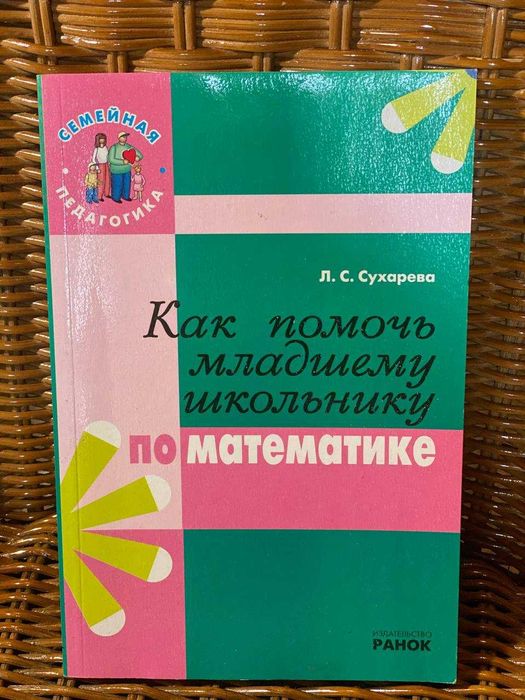 СЕМЕЙНАЯ
ПЕДАГОГИКА
Л. С. Сухарева
Как помочь
младшему
школьнику
по математике
ИЗДАТЕЛЬСТВО
РАНОК